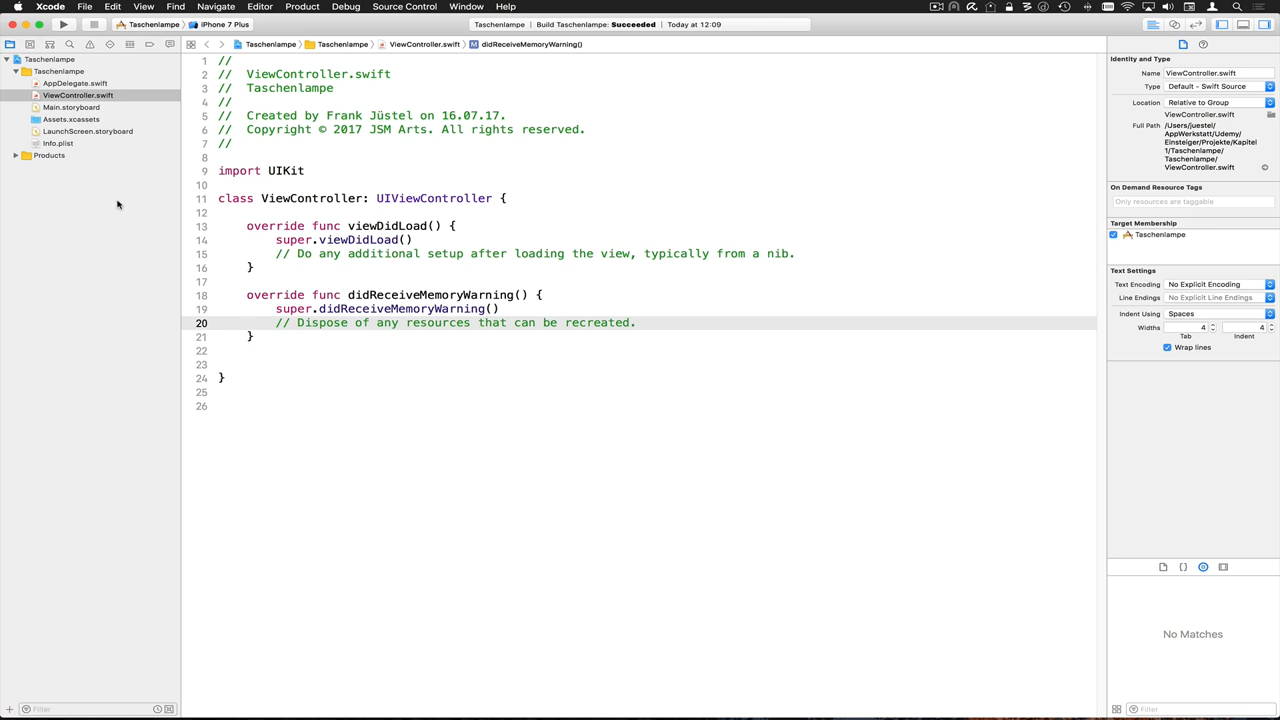 Xcode File Edit View Find Navigate Editor Product Debug Source Control Window Help
Taschenlampe iPhone 7 Plus Taschenlampe Build Taschenlampe: Succeeded Today at 12:09
Taschenlampe Taschenlampe ViewController.swift M didReceiveMemoryWarning()
Taschenlampe
Taschenlampe
AppDelegate.swift
ViewController.swift
Main.storyboard
Assets.xcassets
LaunchScreen.storyboard
Info.plist
Products
Filter
1 //
2 // ViewController.swift
3 // Taschenlampe
4 //
5 // Created by Frank Jüstel on 16.07.17.
6 // Copyright © 2017 JSM Arts. All rights reserved.
7 //
8
9 import UIKit
10
11 class ViewController: UIViewController {
12
13 override func viewDidLoad() {
14 super.viewDidLoad()
15 // Do any additional setup after loading the view, typically from a nib.
16 }
17
18 override func didReceiveMemoryWarning() {
19 super.didReceiveMemoryWarning()
20 // Dispose of any resources that can be recreated.
21 }
22
23
24 }
25
26
Identity and Type
Name ViewController.swift
Type Default - Swift Source
Location Relative to Group
ViewController.swift
Full Path /Users/juestel/
AppWerkstatt/Udemy/
Einsteiger/Projekte/Kapitel
1/Taschenlampe/
Taschenlampe/
ViewController.swift
On Demand Resource Tags
Only resources are taggable
Target Membership
Taschenlampe
Text Settings
Text Encoding No Explicit Encoding
Line Endings No Explicit Line Endings
Indent Using Spaces
Widths 4 4
Tab Indent
Wrap lines
No Matches
Filter